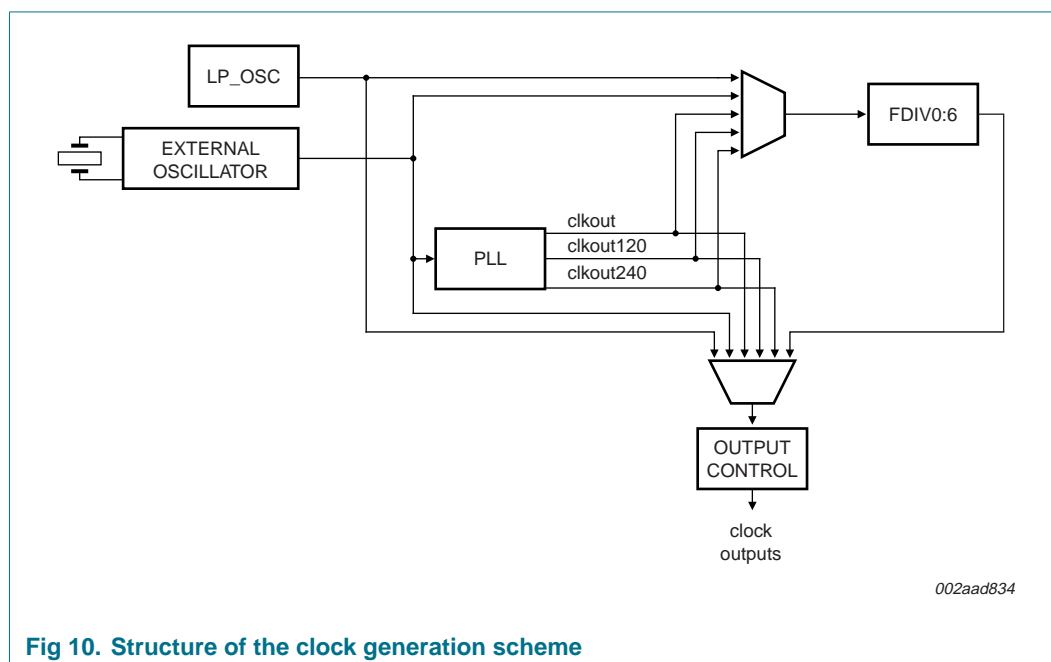 LP_OSC
EXTERNAL
OSCILLATOR
FDIV0:6
PLL
clkout
clkout120
clkout240
OUTPUT
CONTROL
clock
outputs
002aad834
Fig 10. Structure of the clock generation scheme